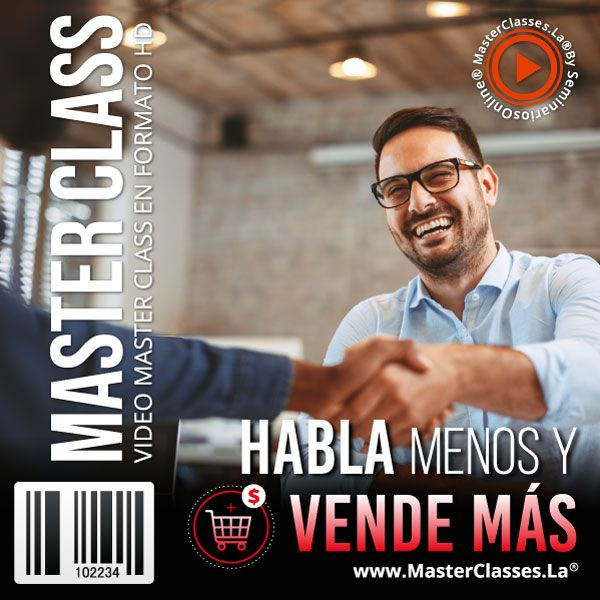 MASTER CLASS
VIDEO MASTER CLASS EN FORMATO HD
MasterClasses.La® By SeminariosOnline®
HABLA MENOS Y
$
VENDE MÁS
102234
www.MasterClasses.La®